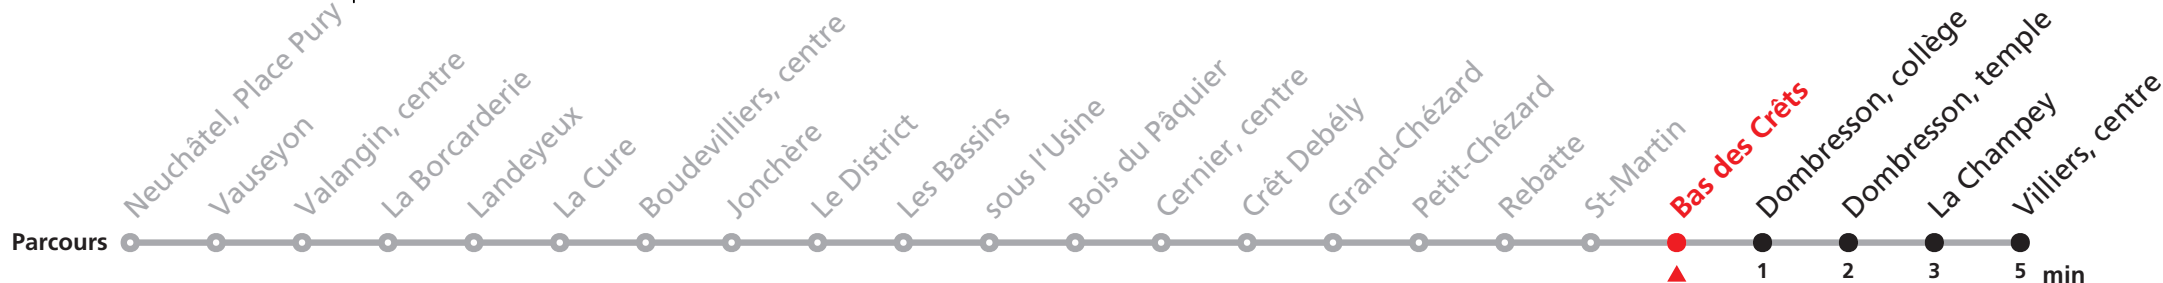 Neuchâtel, Place Pury
Vauseyon
Valangin, centre
La Borcarderie
Landeyeux
La Cure
Boudevilliers, centre
Jonchère
Le District
Les Bassins
sous l'Usine
Bois du Pâquier
Cernier, centre
Crêt Debély
Grand-Chézard
Petit-Chézard
Rebatte
St-Martin
Bas des Crêts
Dombresson, collège
Dombresson, temple
La Champey
Villiers, centre
Parcours
1 2 3 5 min